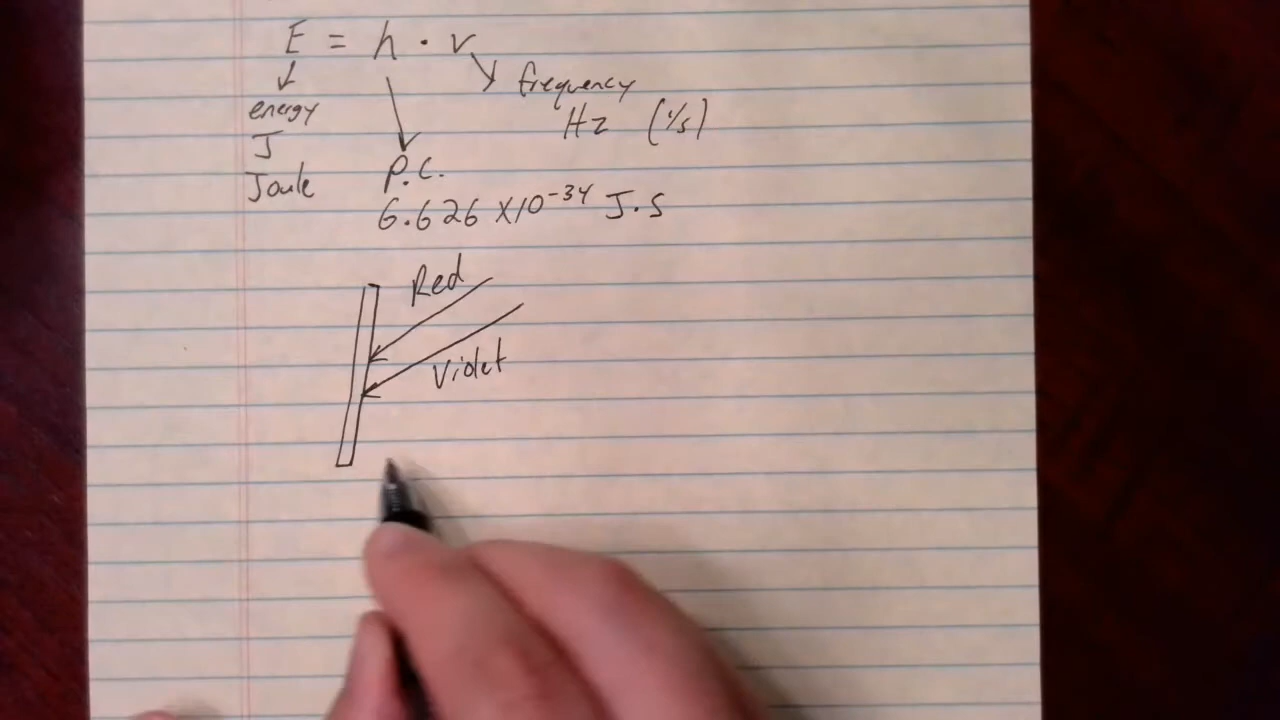 E = h · ν
energy
J
Joule
frequency
Hz (1/s)
P.C.
6.626 X10⁻³⁴ J.S
Red
Violet